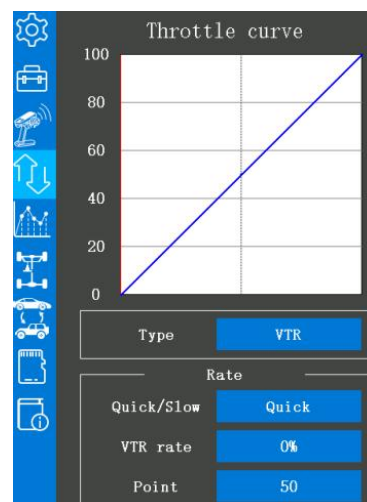 Throttle curve
100
80
60
40
20
0
Type VTR
Rate
Quick/Slow Quick
VTR rate 0%
Point 50